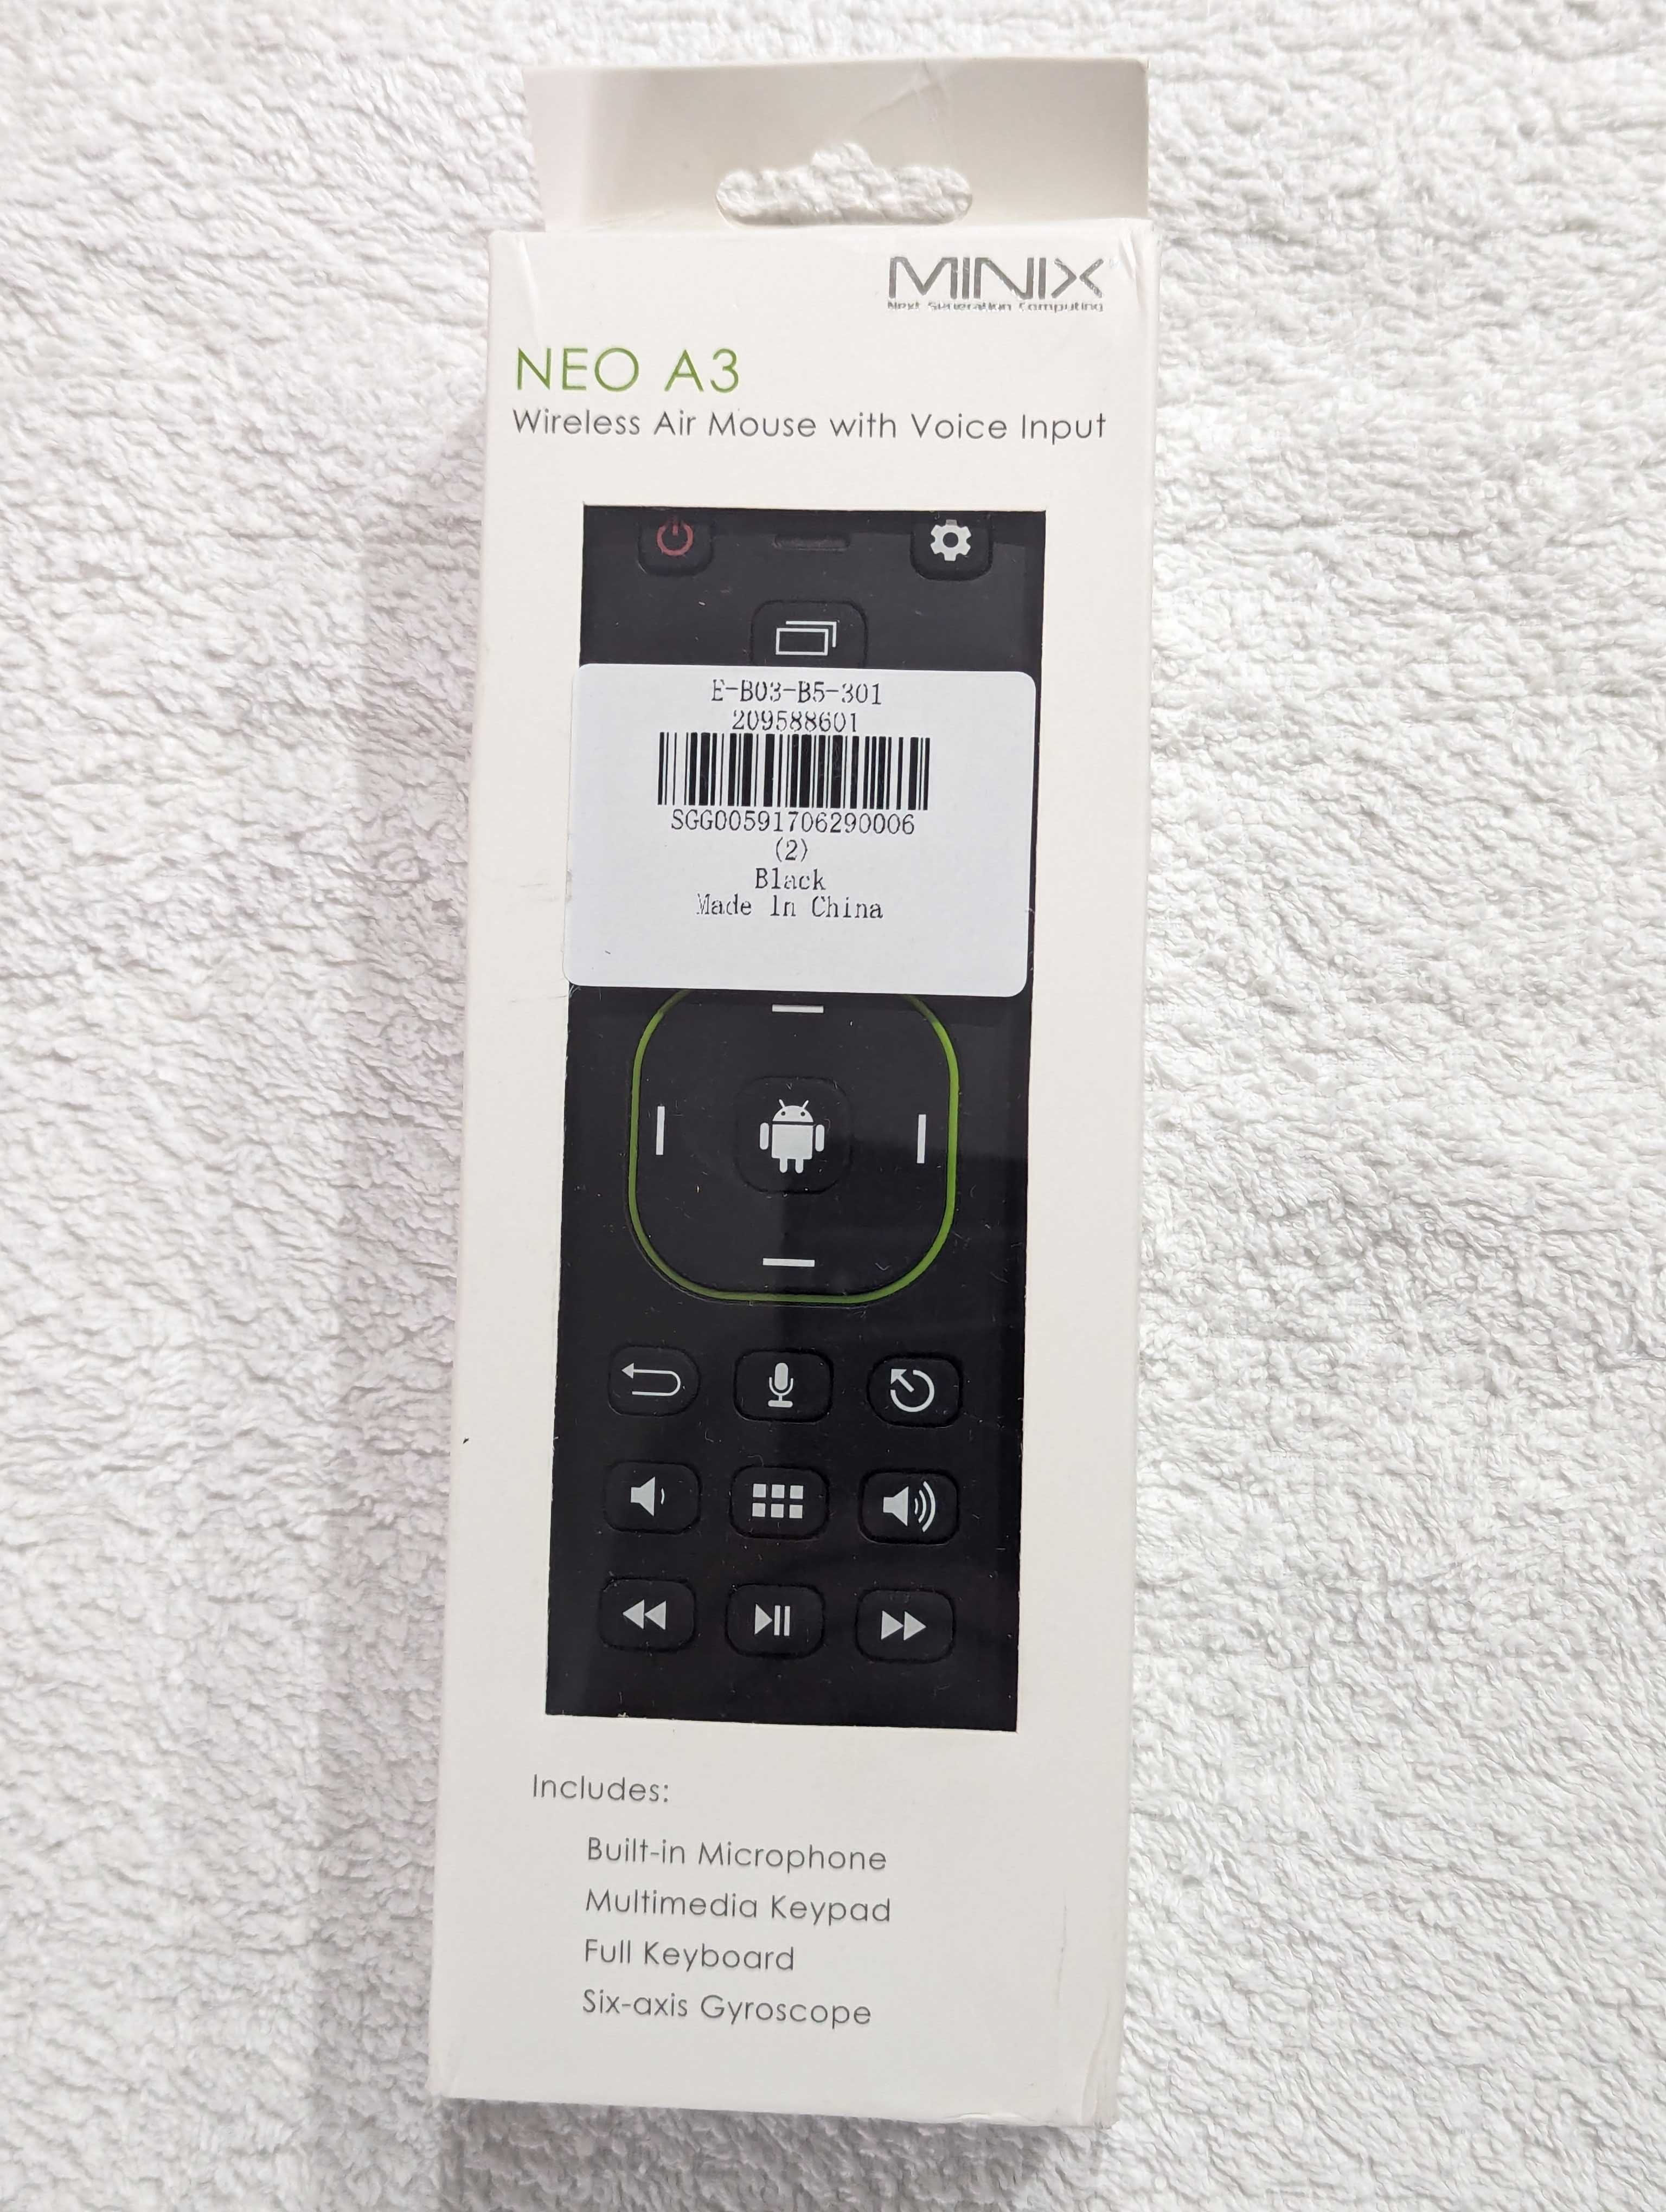 MINIX
Next Generation Computing
NEO A3
Wireless Air Mouse with Voice Input
E-B03-B5-301
209588601
SGG00591706290006
(2)
Black
Made In China
Includes:
Built-in Microphone
Multimedia Keypad
Full Keyboard
Six-axis Gyroscope